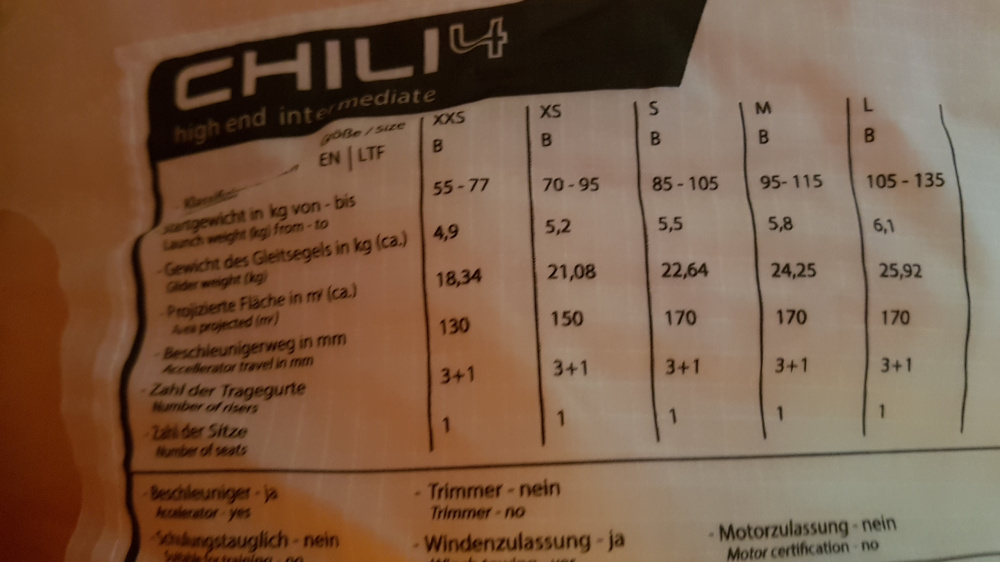 CHILI4
high end intermediate
größe / size XXS XS S M L
EN | LTF B B B B B
Startgewicht in kg von - bis 55 - 77 70 - 95 85 - 105 95- 115 105 - 135
Launch weight (kg) from - to
- Gewicht des Gleitsegels in kg (ca.) 4,9 5,2 5,5 5,8 6,1
Glider weight (kg)
- Projizierte Fläche in m² (ca.) 18,34 21,08 22,64 24,25 25,92
Area projected (m²)
- Beschleunigerweg in mm 130 150 170 170 170
Accellerator travel in mm
- Zahl der Tragegurte 3+1 3+1 3+1 3+1 3+1
Number of risers
- Zahl der Sitze 1 1 1 1 1
Number of seats
- Beschleuniger - ja - Trimmer - nein
Accelerator - yes Trimmer - no
- Schulungstauglich - nein - Windenzulassung - ja - Motorzulassung - nein
Motor certification - no